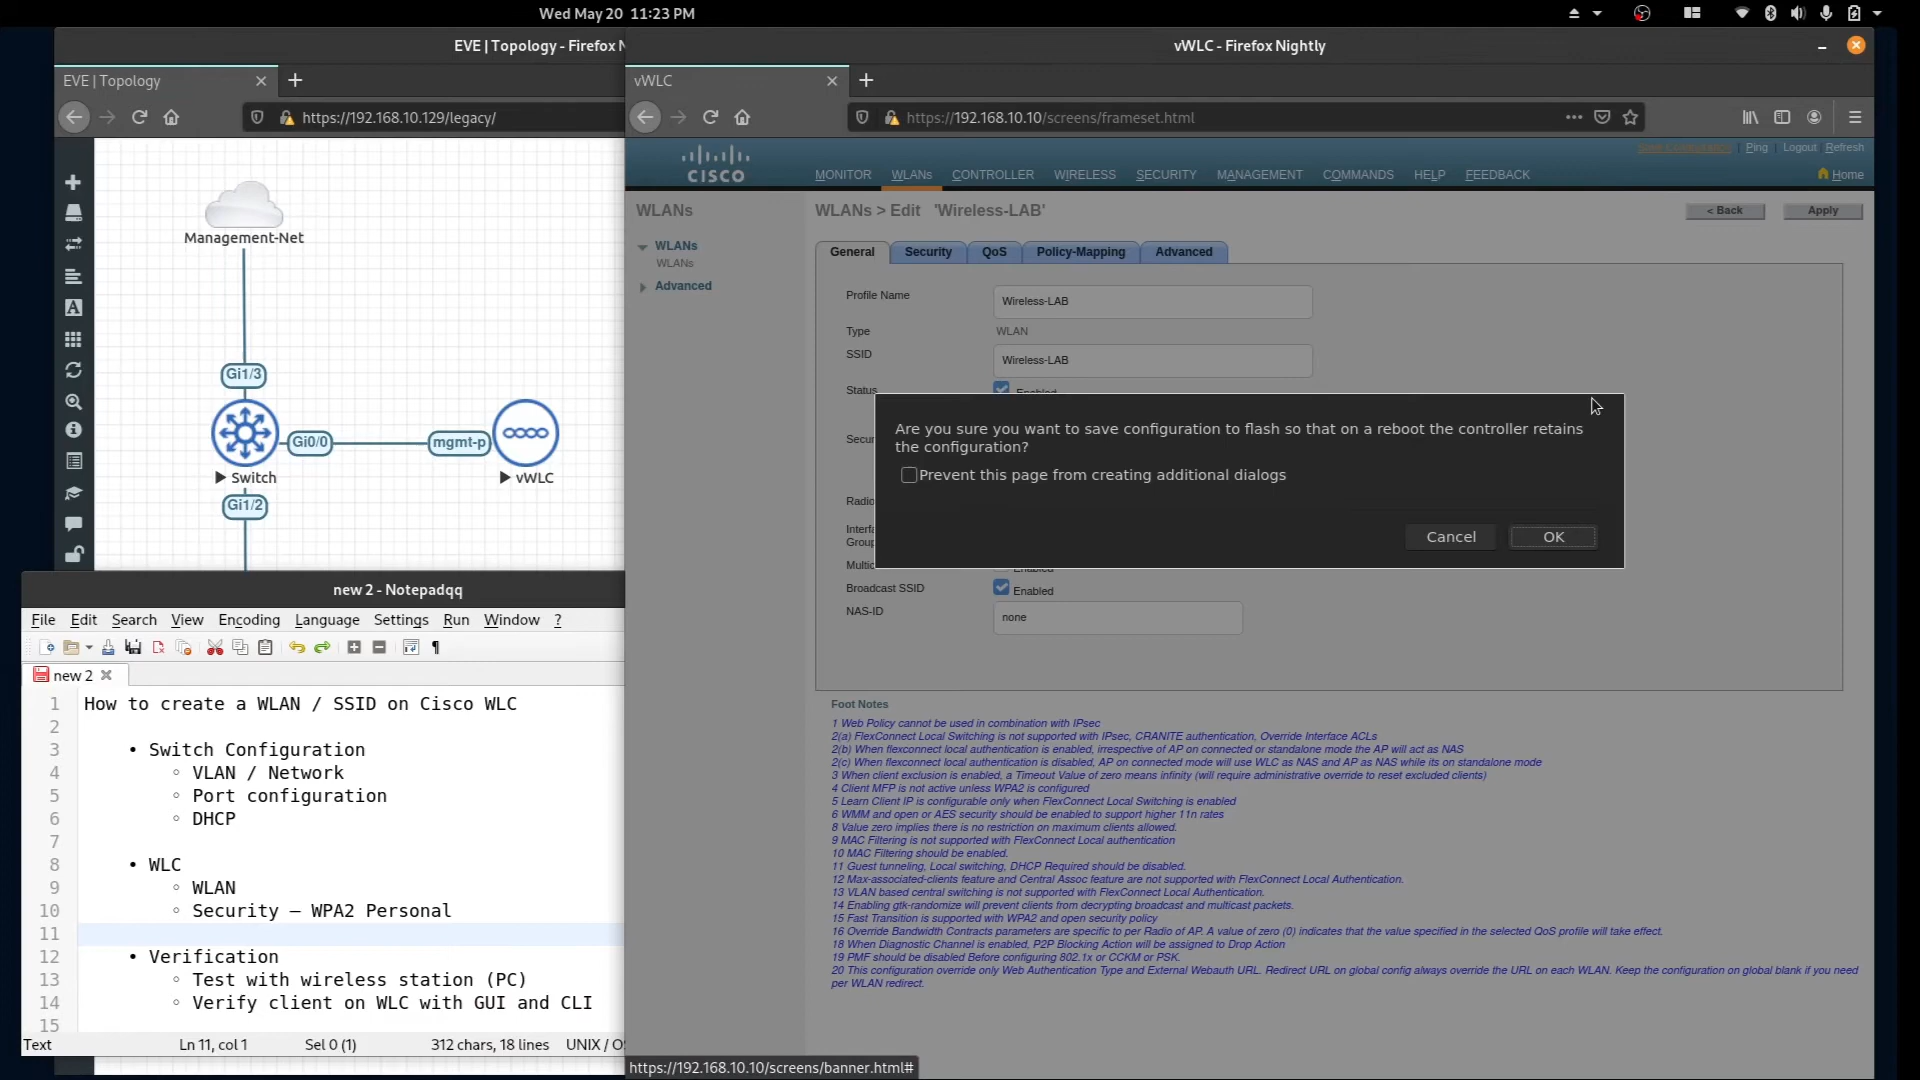 Wed May 20  11:23 PM
EVE | Topology - Firefox N
EVE | Topology
https://192.168.10.129/legacy/
Management-Net
Gi1/3
Gi0/0
mgmt-p
Switch
vWLC
Gi1/2
new 2 - Notepadqq
File Edit Search View Encoding Language Settings Run Window ?
new 2
1 How to create a WLAN / SSID on Cisco WLC
2
3 • Switch Configuration
4 ◦ VLAN / Network
5 ◦ Port configuration
6 ◦ DHCP
7
8 • WLC
9 ◦ WLAN
10 ◦ Security – WPA2 Personal
11
12 • Verification
13 ◦ Test with wireless station (PC)
14 ◦ Verify client on WLC with GUI and CLI
15
Text Ln 11, col 1 Sel 0 (1) 312 chars, 18 lines UNIX / O
vWLC - Firefox Nightly
vWLC
https://192.168.10.10/screens/frameset.html
Save Configuration | Ping | Logout | Refresh
CISCO
MONITOR WLANs CONTROLLER WIRELESS SECURITY MANAGEMENT COMMANDS HELP FEEDBACK
Home
WLANs
WLANs
WLANs
Advanced
WLANs > Edit 'Wireless-LAB'
< Back Apply
General Security QoS Policy-Mapping Advanced
Profile Name Wireless-LAB
Type WLAN
SSID Wireless-LAB
Status Enabled
Secur
Radio
Interfa
Group
Multic Enabled
Broadcast SSID Enabled
NAS-ID none
Are you sure you want to save configuration to flash so that on a reboot the controller retains
the configuration?
Prevent this page from creating additional dialogs
Cancel OK
Foot Notes
1 Web Policy cannot be used in combination with IPsec
2(a) FlexConnect Local Switching is not supported with IPsec, CRANITE authentication, Override Interface ACLs
2(b) When flexconnect local authentication is enabled, irrespective of AP on connected or standalone mode the AP will act as NAS
2(c) When flexconnect local authentication is disabled, AP on connected mode will use WLC as NAS and AP as NAS while its on standalone mode
3 When client exclusion is enabled, a Timeout Value of zero means infinity (will require administrative override to reset excluded clients)
4 Client MFP is not active unless WPA2 is configured
5 Learn Client IP is configurable only when FlexConnect Local Switching is enabled
6 WMM and open or AES security should be enabled to support higher 11n rates
8 Value zero implies there is no restriction on maximum clients allowed.
9 MAC Filtering is not supported with FlexConnect Local authentication
10 MAC Filtering should be enabled.
11 Guest tunneling, Local switching, DHCP Required should be disabled.
12 Max-associated-clients feature and Central Assoc feature are not supported with FlexConnect Local Authentication.
13 VLAN based central switching is not supported with FlexConnect Local Authentication.
14 Enabling gtk-randomize will prevent clients from decrypting broadcast and multicast packets.
15 Fast Transition is supported with WPA2 and open security policy
16 Override Bandwidth Contracts parameters are specific to per Radio of AP. A value of zero (0) indicates that the value specified in the selected QoS profile will take effect.
18 When Diagnostic Channel is enabled, P2P Blocking Action will be assigned to Drop Action
19 PMF should be disabled Before configuring 802.1x or CCKM or PSK.
20 This configuration override only Web Authentication Type and External Webauth URL. Redirect URL on global config always override the URL on each WLAN. Keep the configuration on global blank if you need
per WLAN redirect.
https://192.168.10.10/screens/banner.html#